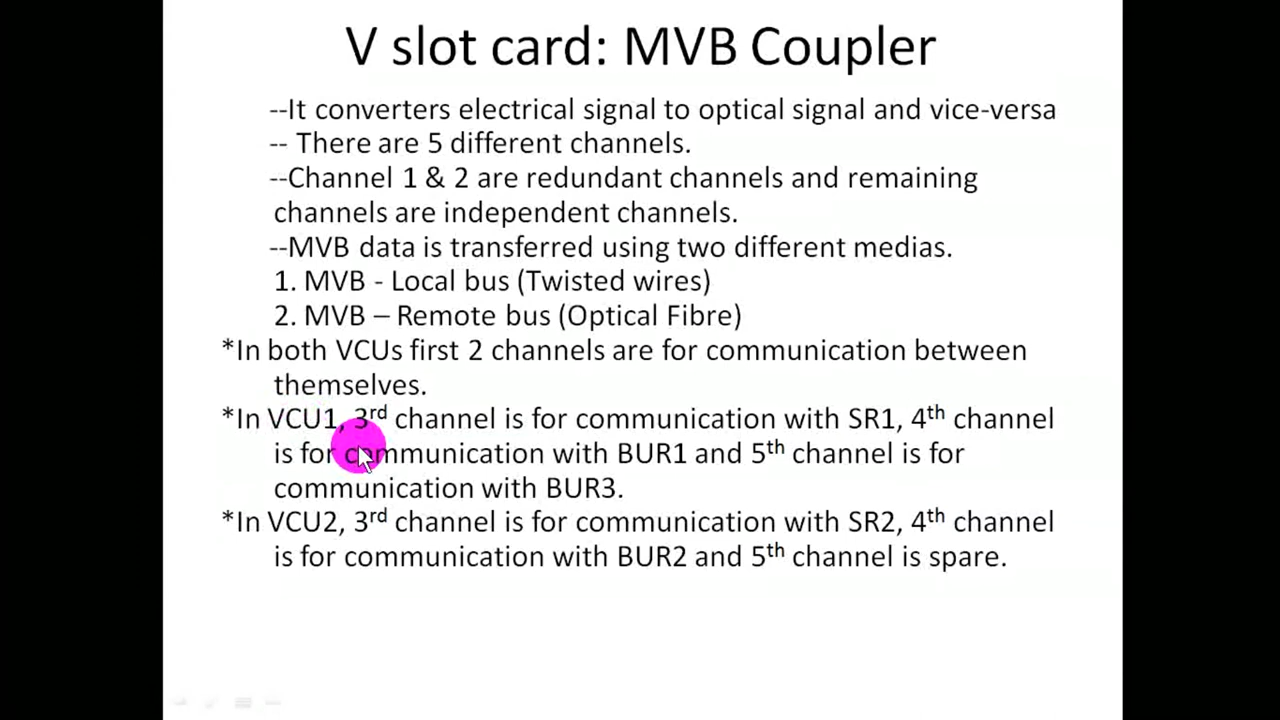 V slot card: MVB Coupler
--It converters electrical signal to optical signal and vice-versa
-- There are 5 different channels.
--Channel 1 & 2 are redundant channels and remaining
channels are independent channels.
--MVB data is transferred using two different medias.
1. MVB - Local bus (Twisted wires)
2. MVB – Remote bus (Optical Fibre)
*In both VCUs first 2 channels are for communication between
themselves.
*In VCU1, 3rd channel is for communication with SR1, 4th channel
is for communication with BUR1 and 5th channel is for
communication with BUR3.
*In VCU2, 3rd channel is for communication with SR2, 4th channel
is for communication with BUR2 and 5th channel is spare.